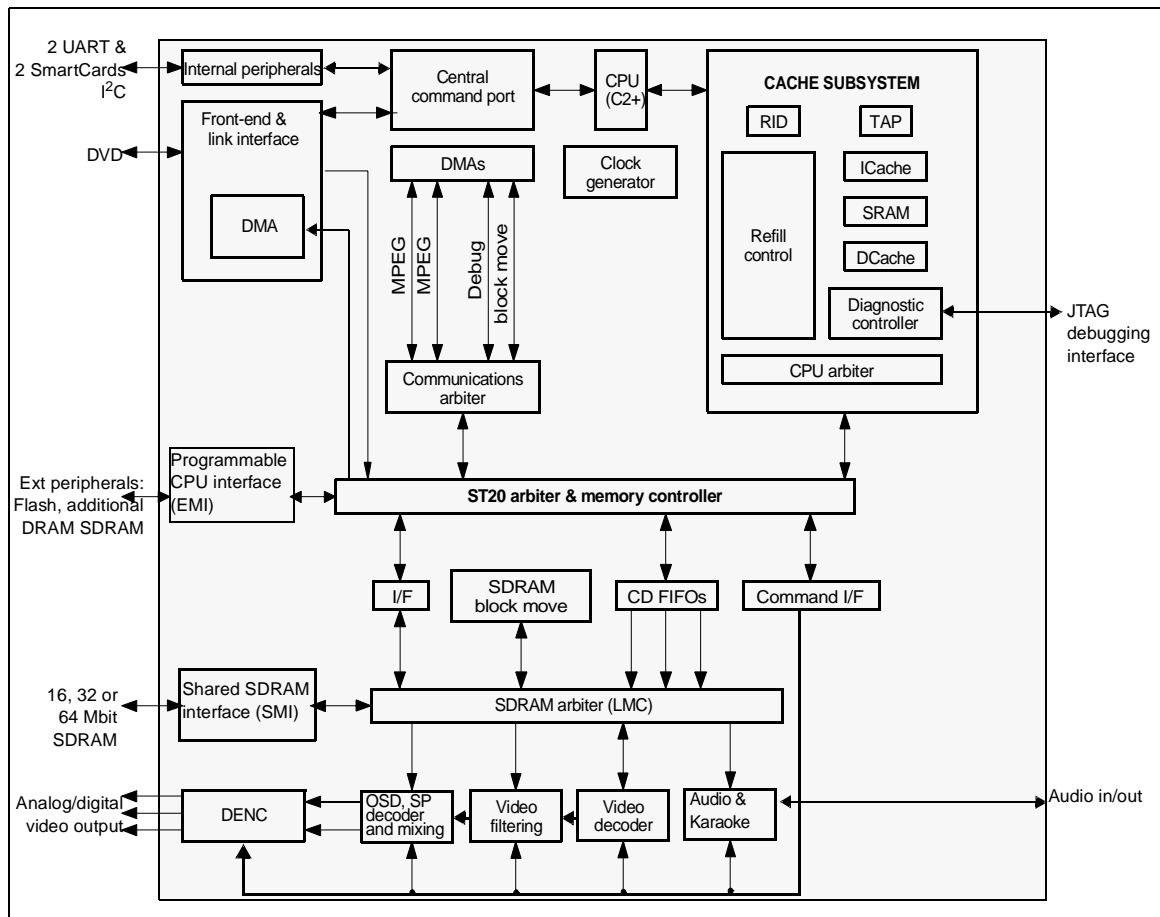 2 UART &
2 SmartCards
I2C
Internal peripherals
Central
command port
CPU
(C2+)
CACHE SUBSYSTEM
RID
TAP
ICache
SRAM
DCache
Refill
control
Diagnostic
controller
CPU arbiter
JTAG
debugging
interface
DVD
Front-end &
link interface
DMA
DMAs
Clock
generator
MPEG
MPEG
Debug
block move
Communications
arbiter
Ext peripherals:
Flash, additional
DRAM SDRAM
Programmable
CPU interface
(EMI)
ST20 arbiter & memory controller
I/F
SDRAM
block move
CD FIFOs
Command I/F
16, 32 or
64 Mbit
SDRAM
Shared SDRAM
interface (SMI)
SDRAM arbiter (LMC)
Analog/digital
video output
DENC
OSD, SP
decoder
and mixing
Video
filtering
Video
decoder
Audio &
Karaoke
Audio in/out